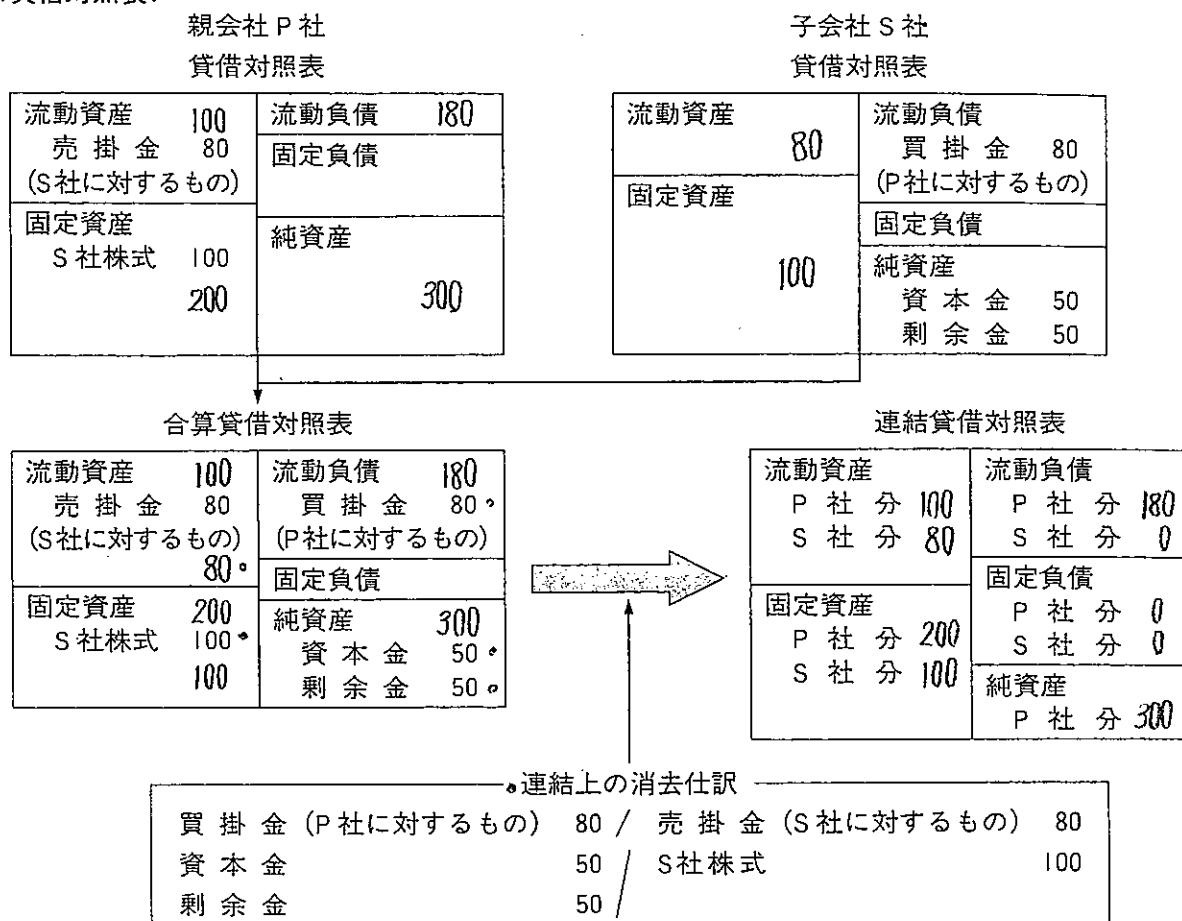 親会社P社
貸借対照表
流動資産 100
売掛金 80
(S社に対するもの)
固定資産
S社株式 100
200
流動負債 180
固定負債
純資産
300
子会社S社
貸借対照表
流動資産
80
固定資産
100
流動負債
買掛金 80
(P社に対するもの)
固定負債
純資産
資本金 50
剰余金 50
合算貸借対照表
流動資産 100
売掛金 80
(S社に対するもの)
80
固定資産 200
S社株式 100
100
流動負債 180
買掛金 80
(P社に対するもの)
固定負債
純資産 300
資本金 50
剰余金 50
連結貸借対照表
流動資産
P社分 100
S社分 80
固定資産
P社分 200
S社分 100
流動負債
P社分 180
S社分 0
固定負債
P社分 0
S社分 0
純資産
P社分 300
連結上の消去仕訳
買掛金(P社に対するもの) 80 / 売掛金(S社に対するもの) 80
資本金 50 / S社株式 100
剰余金 50